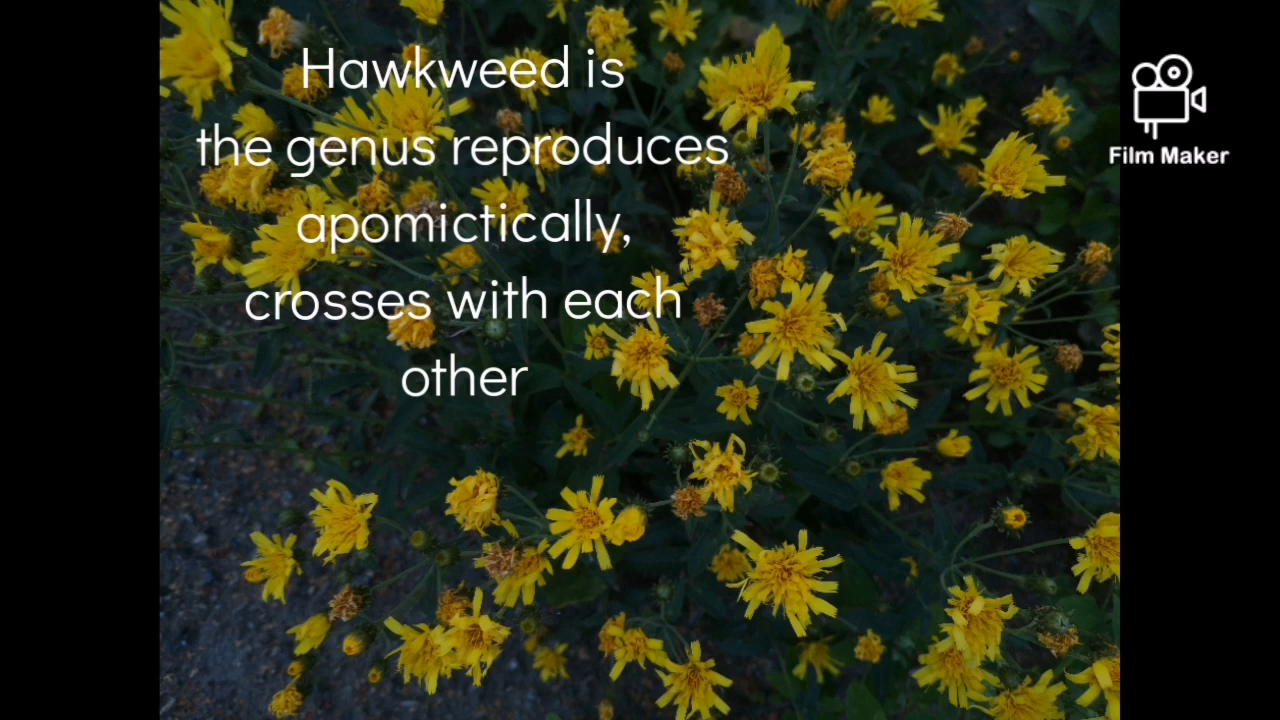 Hawkweed is
the genus reproduces
apomictically,
crosses with each
other
Film Maker